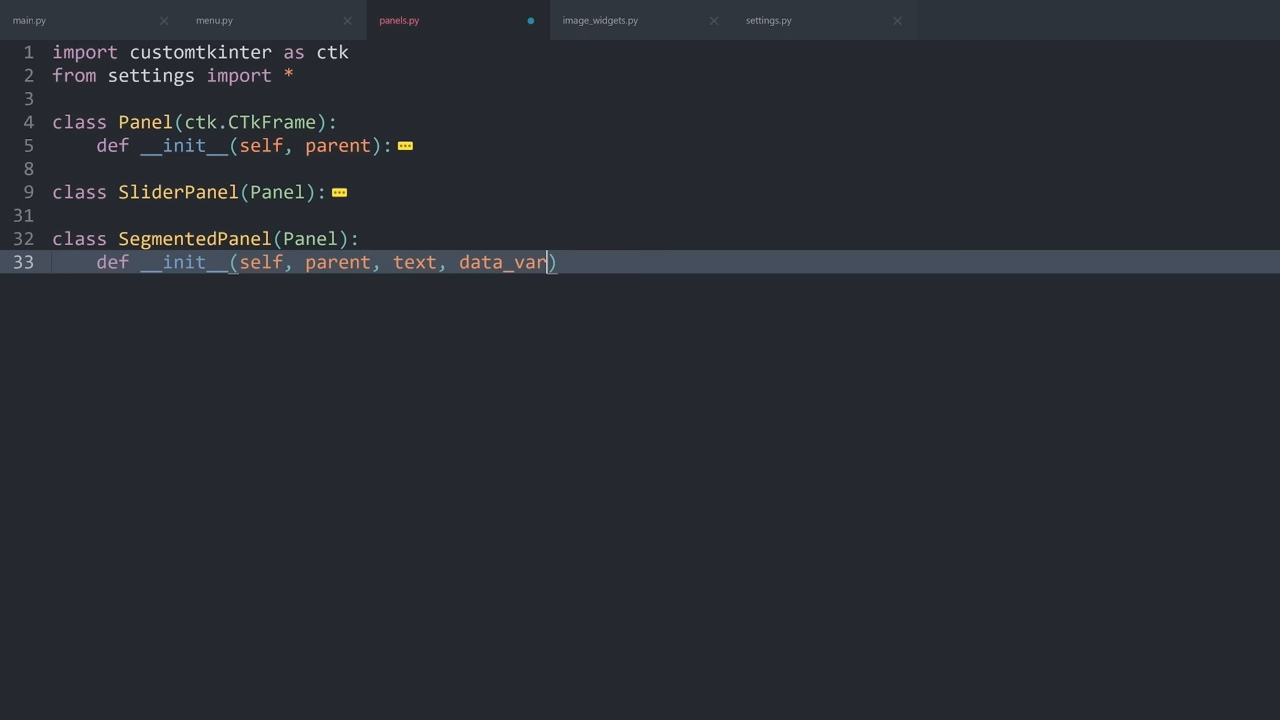 main.py menu.py panels.py image_widgets.py settings.py
1 import customtkinter as ctk
2 from settings import *
3
4 class Panel(ctk.CTkFrame):
5     def __init__(self, parent):
8
9 class SliderPanel(Panel):
31
32 class SegmentedPanel(Panel):
33     def __init__(self, parent, text, data_var)